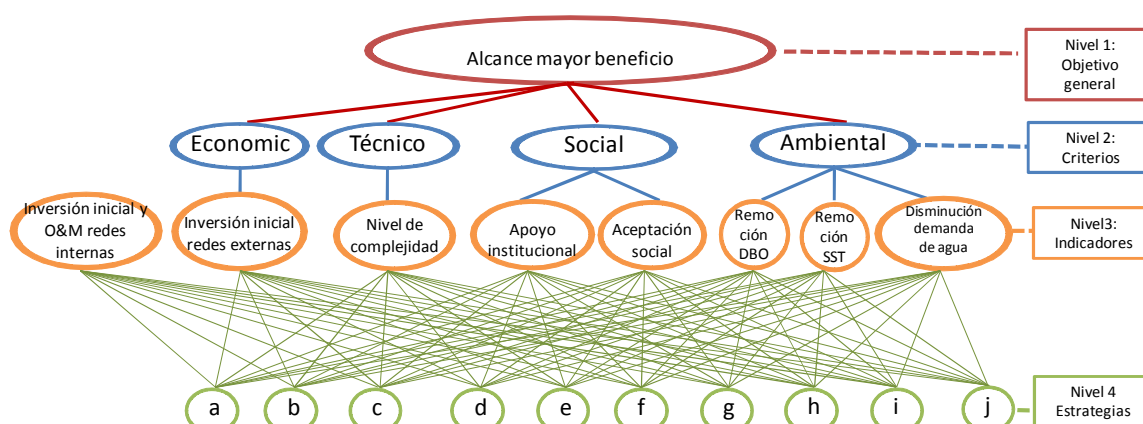 Alcance mayor beneficio
Nivel 1:
Objetivo
general
Economic
Técnico
Social
Ambiental
Nivel 2:
Criterios
Inversión inicial y
O&M redes
internas
Inversión inicial
redes externas
Nivel de
complejidad
Apoyo
institucional
Aceptación
social
Remo
ción
DBO
Remo
ción
SST
Disminución
demanda
de agua
Nivel3:
Indicadores
a
b
c
d
e
f
g
h
i
j
Nivel 4
Estrategias